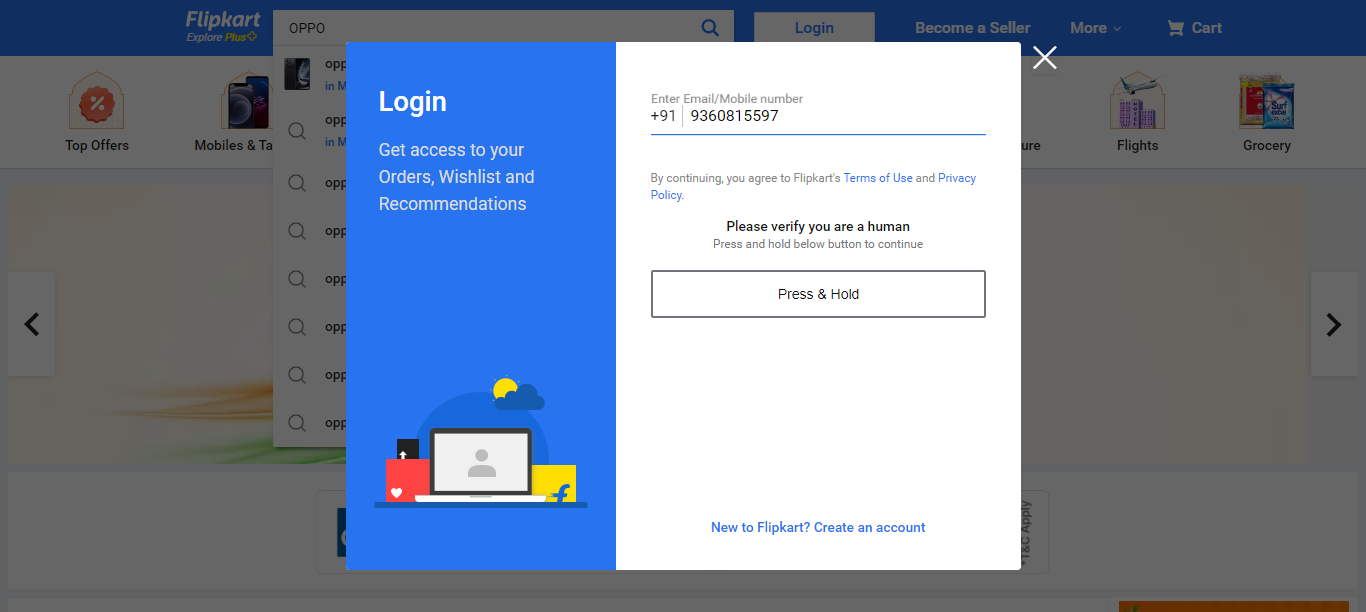 Flipkart
Explore Plus
OPPO
Login
Become a Seller
More
Cart
opp
in M
opp
in M
opp
opp
opp
opp
opp
opp
Top Offers
Mobiles & Ta
ure
Flights
Grocery
Surf
excel
Login
Get access to your
Orders, Wishlist and
Recommendations
Enter Email/Mobile number
+91 9360815597
By continuing, you agree to Flipkart's Terms of Use and Privacy
Policy.
Please verify you are a human
Press and hold below button to continue
Press & Hold
New to Flipkart? Create an account
*T&C Apply